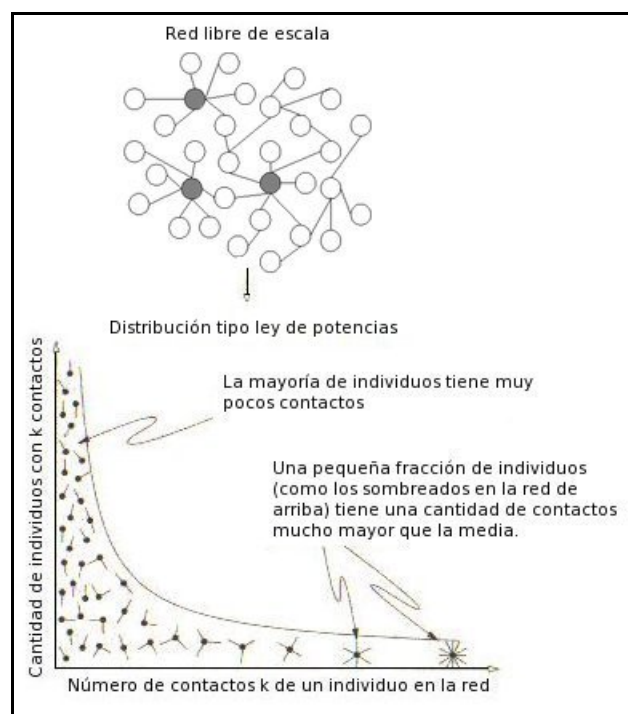 Red libre de escala
Distribución tipo ley de potencias
Cantidad de individuos con k contactos
La mayoría de individuos tiene muy
pocos contactos
Una pequeña fracción de individuos
(como los sombreados en la red de
arriba) tiene una cantidad de contactos
mucho mayor que la media.
Número de contactos k de un individuo en la red